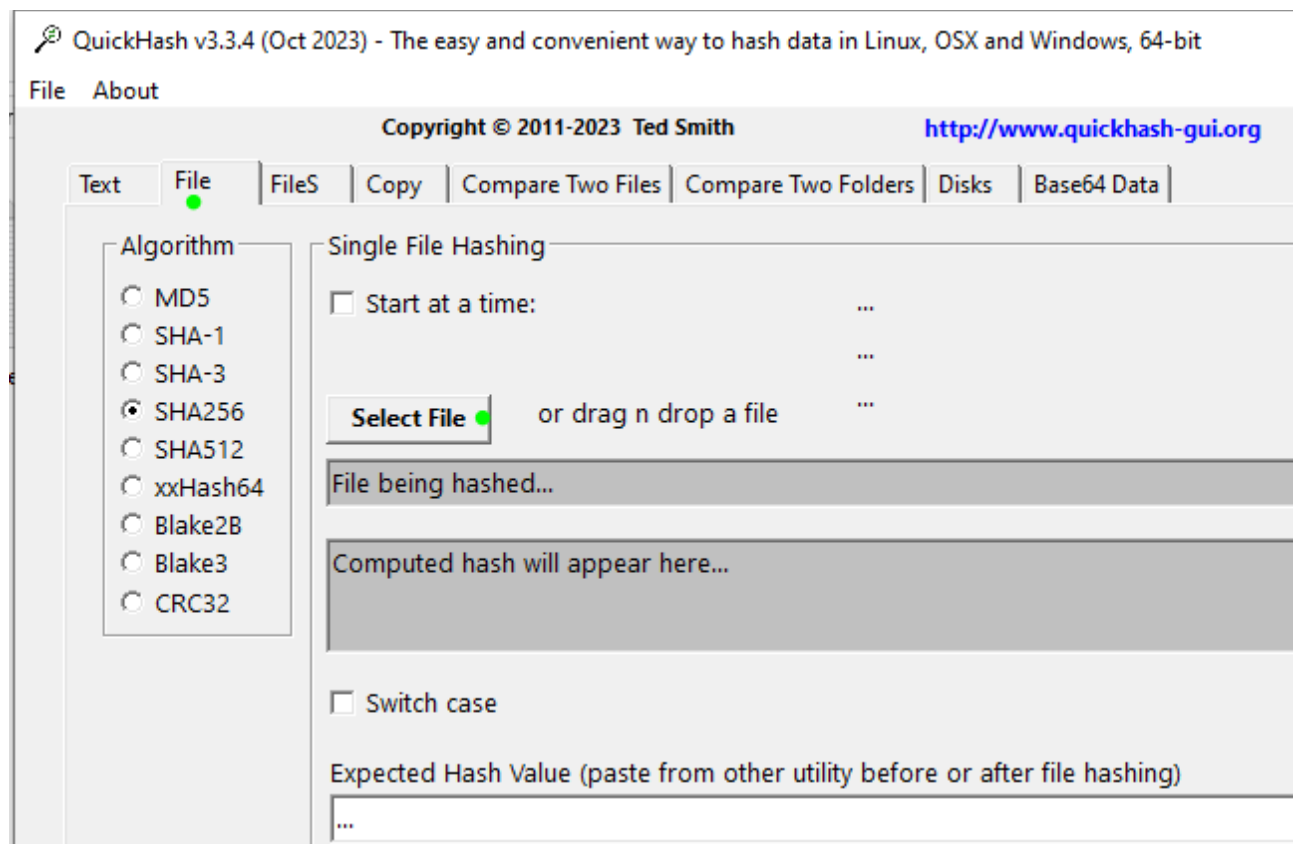 QuickHash v3.3.4 (Oct 2023) - The easy and convenient way to hash data in Linux, OSX and Windows, 64-bit
File About
Copyright © 2011-2023 Ted Smith http://www.quickhash-gui.org
Text File FileS Copy Compare Two Files Compare Two Folders Disks Base64 Data
Algorithm
MD5
SHA-1
SHA-3
SHA256
SHA512
xxHash64
Blake2B
Blake3
CRC32
Single File Hashing
Start at a time: ...
...
Select File or drag n drop a file ...
File being hashed...
Computed hash will appear here...
Switch case
Expected Hash Value (paste from other utility before or after file hashing)
...